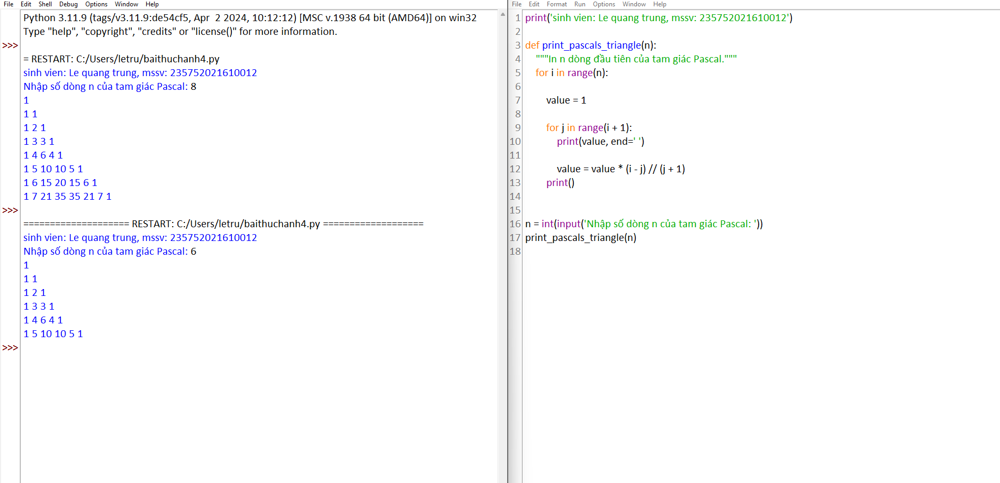 File Edit Shell Debug Options Window Help
Python 3.11.9 (tags/v3.11.9:de54cf5, Apr  2 2024, 10:12:12) [MSC v.1938 64 bit (AMD64)] on win32
Type "help", "copyright", "credits" or "license()" for more information.
>>>
= RESTART: C:/Users/letru/baithuchanh4.py
sinh vien: Le quang trung, mssv: 235752021610012
Nhập số dòng n của tam giác Pascal: 8
1
1 1
1 2 1
1 3 3 1
1 4 6 4 1
1 5 10 10 5 1
1 6 15 20 15 6 1
1 7 21 35 35 21 7 1
>>>
==================== RESTART: C:/Users/letru/baithuchanh4.py ===================
sinh vien: Le quang trung, mssv: 235752021610012
Nhập số dòng n của tam giác Pascal: 6
1
1 1
1 2 1
1 3 3 1
1 4 6 4 1
1 5 10 10 5 1
>>>
File Edit Format Run Options Window Help
1 print('sinh vien: Le quang trung, mssv: 235752021610012')
2
3 def print_pascals_triangle(n):
4     """In n dòng đầu tiên của tam giác Pascal."""
5     for i in range(n):
6
7         value = 1
8
9         for j in range(i + 1):
10             print(value, end=' ')
11
12             value = value * (i - j) // (j + 1)
13         print()
14
15
16 n = int(input('Nhập số dòng n của tam giác Pascal: '))
17 print_pascals_triangle(n)
18